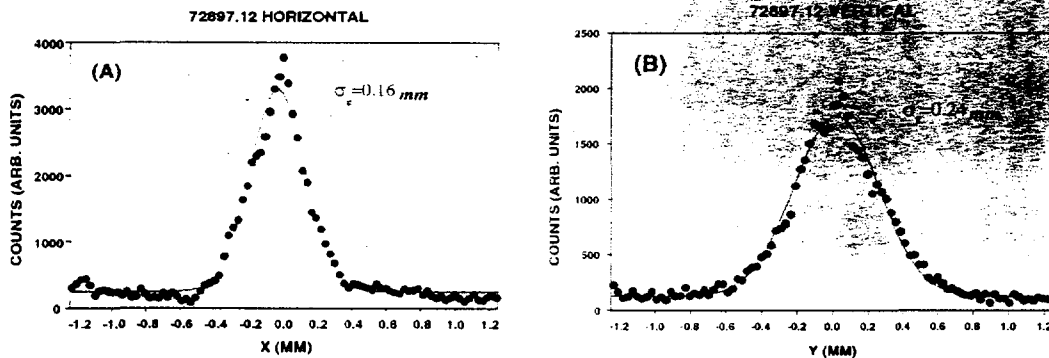 72897.12 HORIZONTAL
(A)
σ =0.16 mm
COUNTS (ARB. UNITS)
4000
3000
2000
1000
0
-1.2 -1.0 -0.8 -0.6 -0.4 -0.2 0.0 0.2 0.4 0.6 0.8 1.0 1.2
X (MM)
72897.12 VERTICAL
(B)
COUNTS (ARB. UNITS)
2500
2000
1500
1000
500
0
-1.2 -1.0 -0.8 -0.6 -0.4 -0.2 0.0 0.2 0.4 0.6 0.8 1.0 1.2
Y (MM)